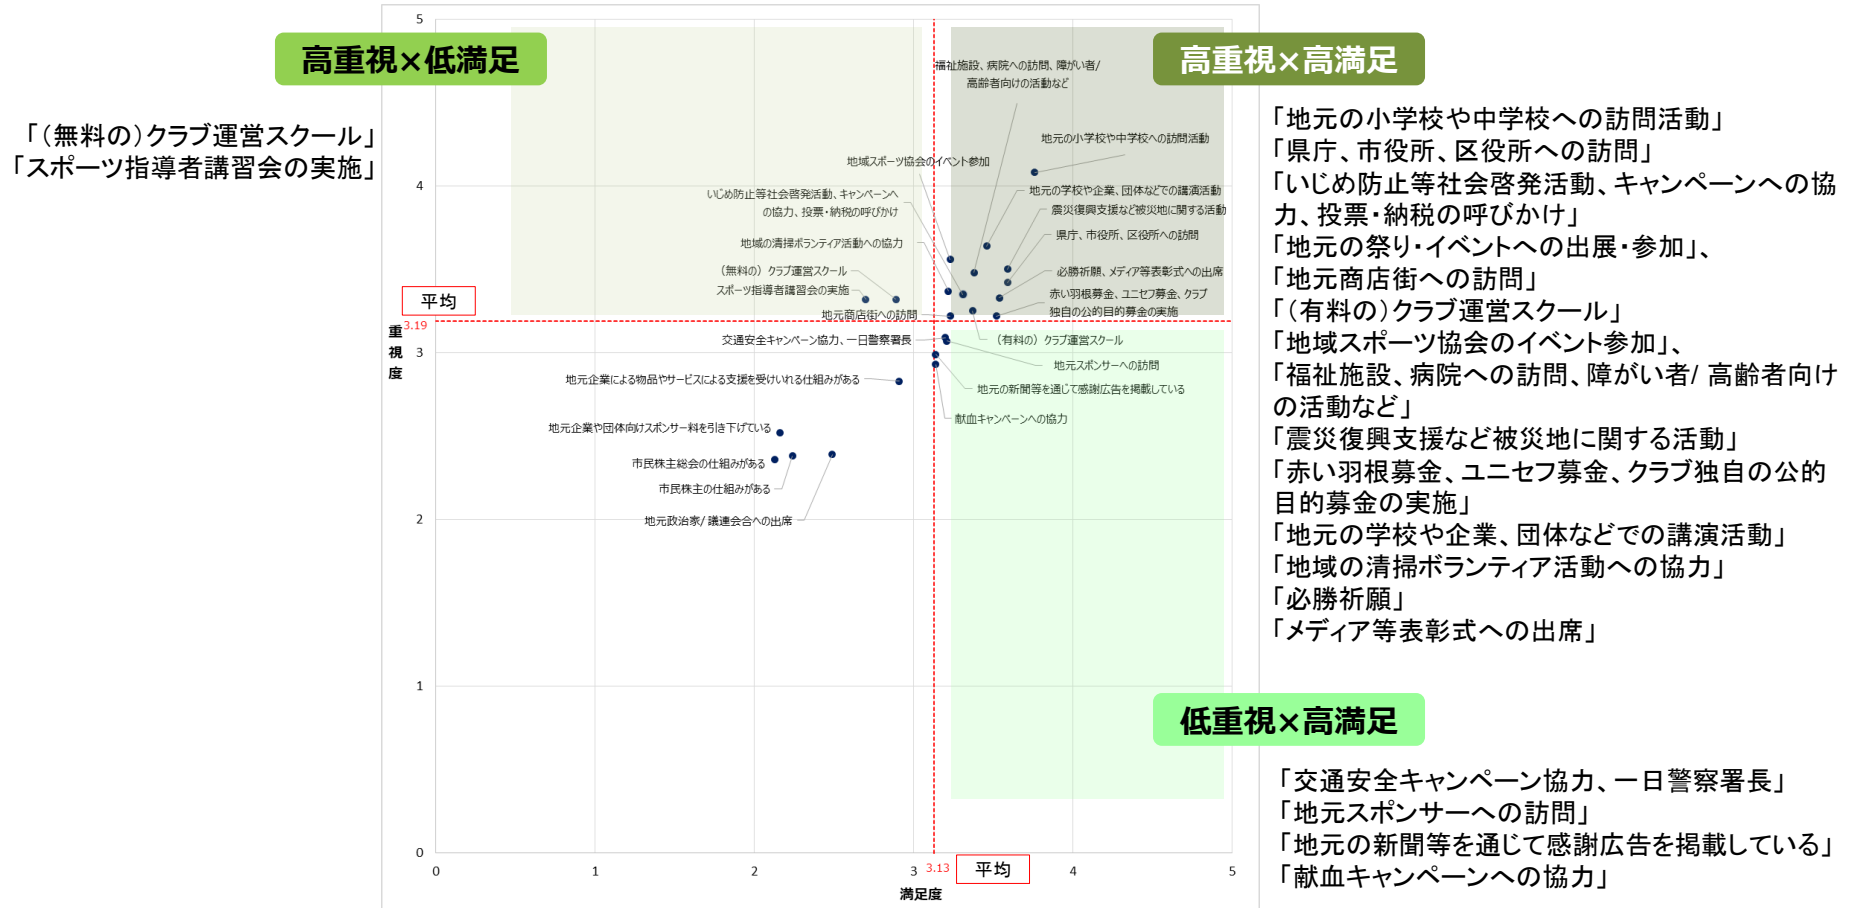 高重視×低満足
「(無料の)クラブ運営スクール」
「スポーツ指導者講習会の実施」
5
4
3
2
1
0
0
1
2
3
4
5
平均
3.19
重視度
3.13
平均
満足度
福祉施設、病院への訪問、障がい者/
高齢者向けの活動など
地元の小学校や中学校への訪問活動
地域スポーツ協会のイベント参加
地元の学校や企業、団体などでの講演活動
いじめ防止等社会啓発活動、キャンペーンへ
の協力、投票・納税の呼びかけ
震災復興支援など被災地に関する活動
県庁、市役所、区役所への訪問
地域の清掃ボランティア活動への協力
(無料の) クラブ運営スクール
必勝祈願、メディア等表彰式への出席
スポーツ指導者講習会の実施
赤い羽根募金、ユニセフ募金、クラブ
独自の公的目的募金の実施
地元商店街への訪問
交通安全キャンペーン協力、一日警察署長
(有料の) クラブ運営スクール
地元スポンサーへの訪問
地元企業による物品やサービスによる支援を受けいれる仕組みがある
地元の新聞等を通じて感謝広告を掲載している
献血キャンペーンへの協力
地元企業や団体向けスポンサー料を引き下げている
市民株主総会の仕組みがある
市民株主の仕組みがある
地元政治家/議連会合への出席
高重視×高満足
「地元の小学校や中学校への訪問活動」
「県庁、市役所、区役所への訪問」
「いじめ防止等社会啓発活動、キャンペーンへの協
力、投票・納税の呼びかけ」
「地元の祭り・イベントへの出展・参加」、
「地元商店街への訪問」
「(有料の)クラブ運営スクール」
「地域スポーツ協会のイベント参加」、
「福祉施設、病院への訪問、障がい者/ 高齢者向け
の活動など」
「震災復興支援など被災地に関する活動」
「赤い羽根募金、ユニセフ募金、クラブ独自の公的
目的募金の実施」
「地元の学校や企業、団体などでの講演活動」
「地域の清掃ボランティア活動への協力」
「必勝祈願」
「メディア等表彰式への出席」
低重視×高満足
「交通安全キャンペーン協力、一日警察署長」
「地元スポンサーへの訪問」
「地元の新聞等を通じて感謝広告を掲載している」
「献血キャンペーンへの協力」